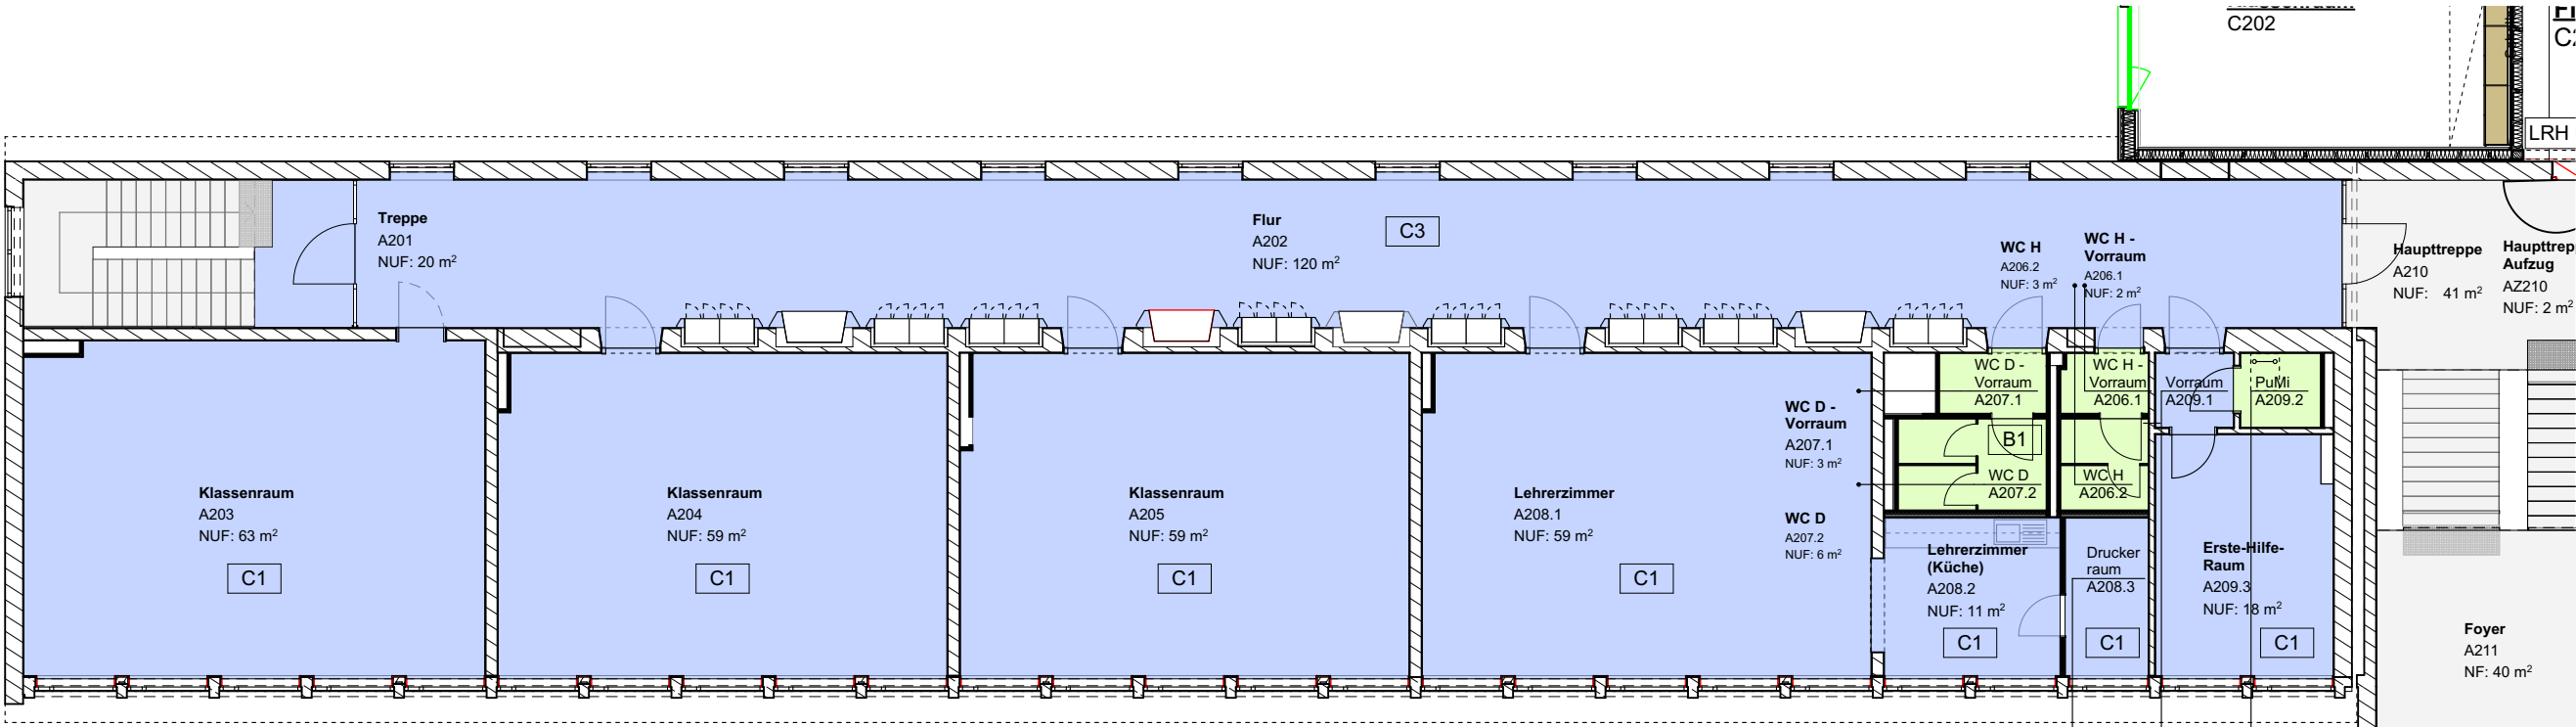 C202
LRH
Treppe
A201
NUF: 20 m²
Flur
A202
NUF: 120 m²
C3
WC H
A206.2
NUF: 3 m²
WC H -
Vorraum
A206.1
NUF: 2 m²
Haupttreppe
A210
NUF: 41 m²
Aufzug
AZ210
NUF: 2 m²
Klassenraum
A203
NUF: 63 m²
C1
Klassenraum
A204
NUF: 59 m²
C1
Klassenraum
A205
NUF: 59 m²
C1
Lehrerzimmer
A208.1
NUF: 59 m²
C1
WC D -
Vorraum
A207.1
NUF: 3 m²
WC D
A207.2
NUF: 6 m²
WC D -
Vorraum
A207.1
B1
WC D
A207.2
WC H -
Vorraum
A206.1
WC H
A206.2
Vorraum
A209.1
PuMi
A209.2
Lehrerzimmer
(Küche)
A208.2
NUF: 11 m²
C1
Drucker
raum
A208.3
C1
Erste-Hilfe-
Raum
A209.3
NUF: 18 m²
C1
Foyer
A211
NF: 40 m²